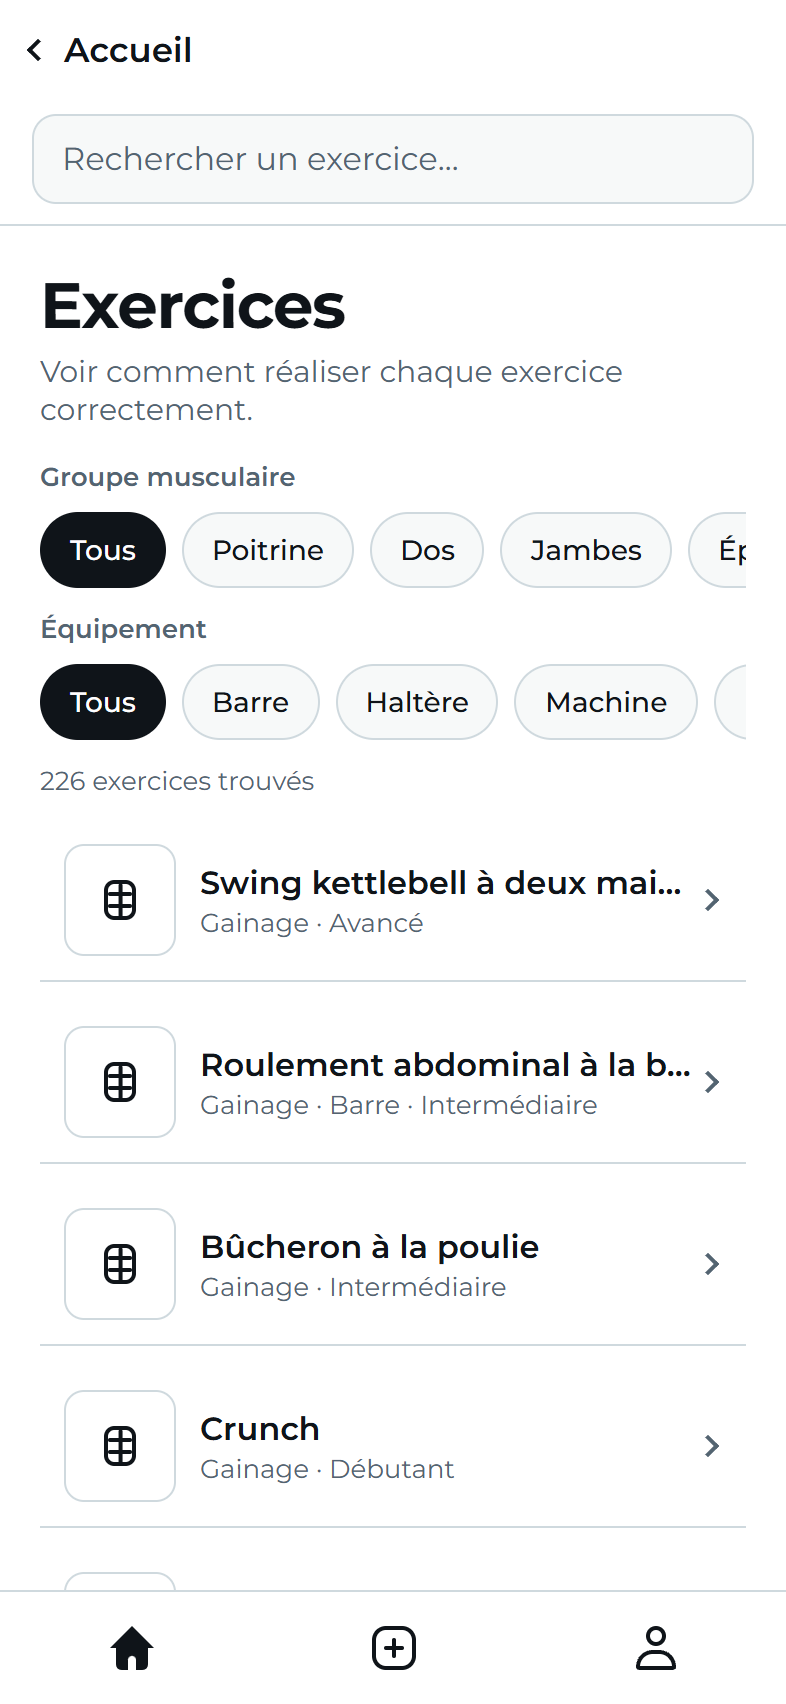 Accueil
Rechercher un exercice...
Exercices
Voir comment réaliser chaque exercice
correctement.
Groupe musculaire
Tous
Poitrine
Dos
Jambes
Ép
Équipement
Tous
Barre
Haltère
Machine
226 exercices trouvés
Swing kettlebell à deux mai...
Gainage · Avancé
Roulement abdominal à la b...
Gainage · Barre · Intermédiaire
Bûcheron à la poulie
Gainage · Intermédiaire
Crunch
Gainage · Débutant